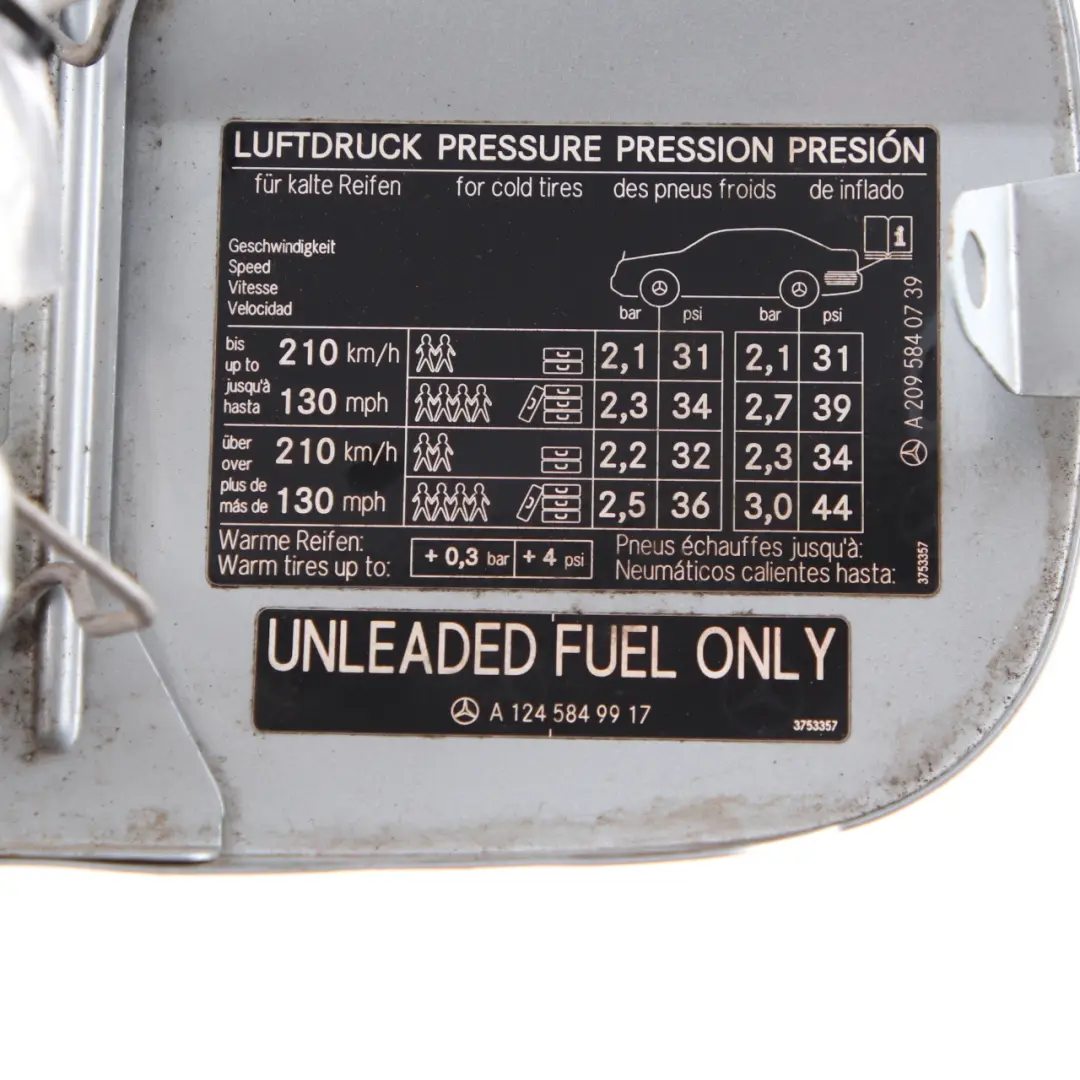 LUFTDRUCK PRESSURE PRESSION PRESIÓN
für kalte Reifen for cold tires des pneus froids de inflado
Geschwindigkeit
Speed
Vitesse
Velocidad
i
bar psi bar psi
bis
up to
jusqu'à
hasta
210 km/h 2,1 31 2,1 31
130 mph 2,3 34 2,7 39
über
over
plus de
más de
210 km/h 2,2 32 2,3 34
130 mph 2,5 36 3,0 44
Warme Reifen:
Warm tires up to:
+ 0,3 bar + 4 psi
Pneus échauffes jusqu'à:
Neumáticos calientes hasta:
A 209 584 07 39
3753357
UNLEADED FUEL ONLY
A 124 584 99 17
3753357